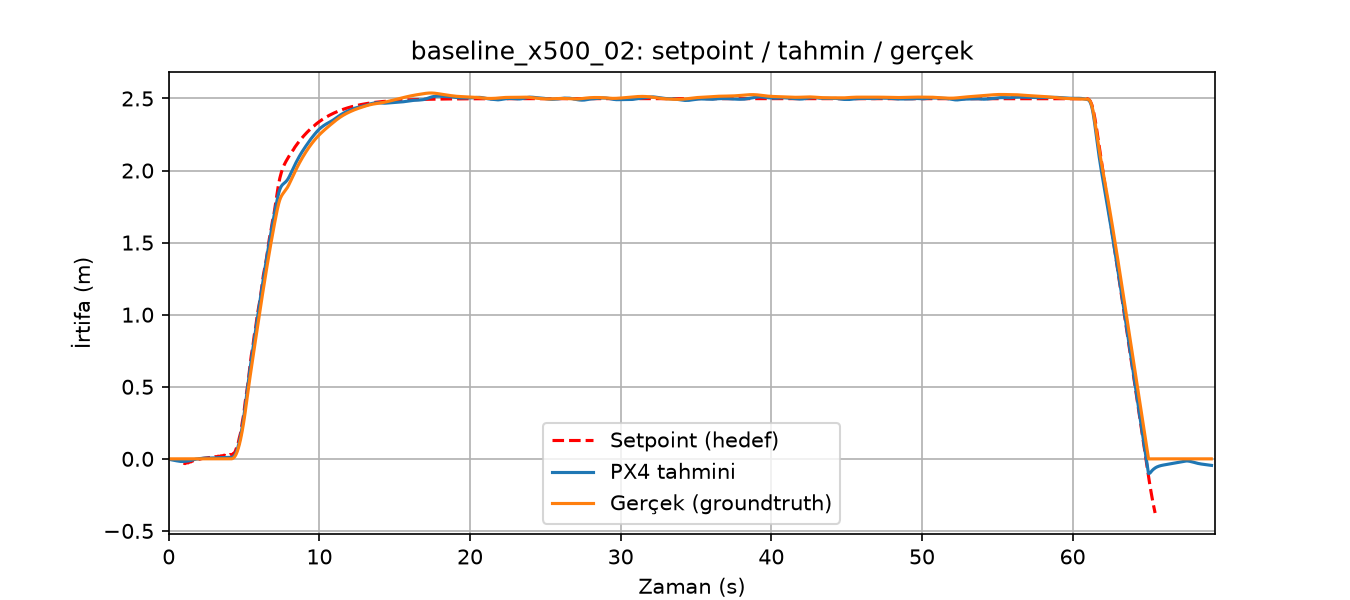 baseline_x500_02: setpoint / tahmin / gerçek
İrtifa (m)
2.5
2.0
1.5
1.0
0.5
0.0
−0.5
Setpoint (hedef)
PX4 tahmini
Gerçek (groundtruth)
0 10 20 30 40 50 60
Zaman (s)